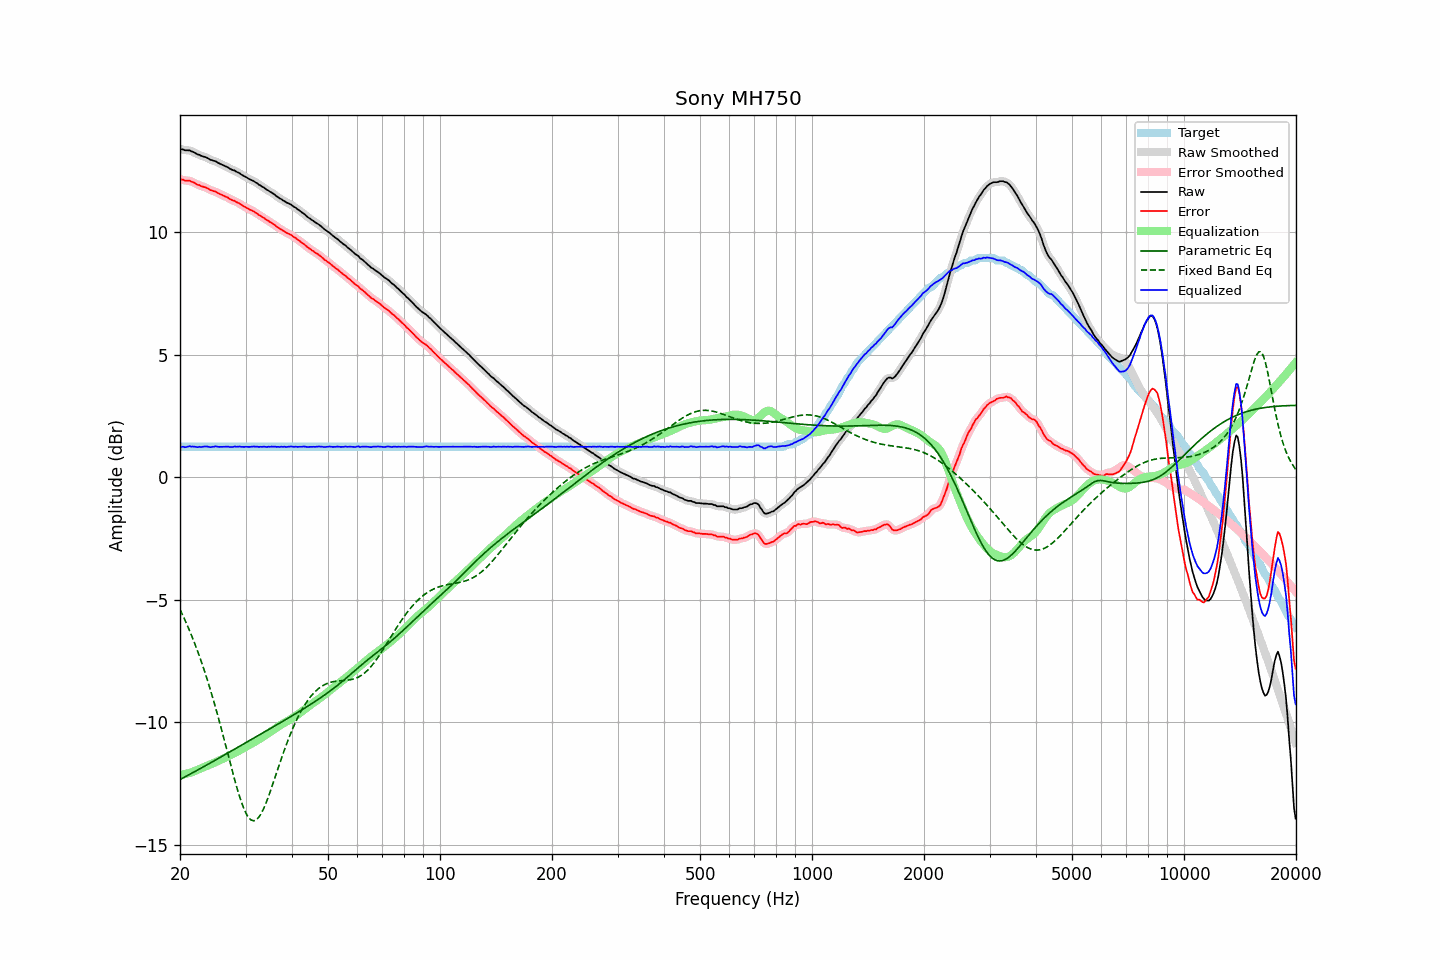 Sony MH750
Target
Raw Smoothed
Error Smoothed
Raw
Error
Equalization
Parametric Eq
Fixed Band Eq
Equalized
Amplitude (dBr)
10
5
0
−5
−10
−15
20 50 100 200 500 1000 2000 5000 10000 20000
Frequency (Hz)